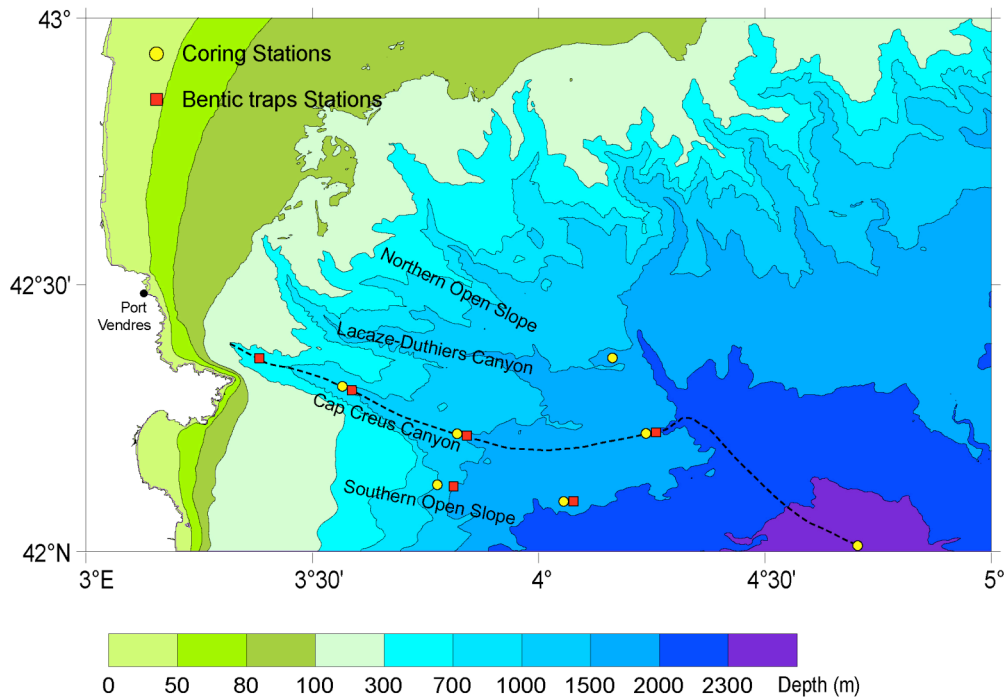 43°
Coring Stations
Bentic traps Stations
42°30'
Port
Vendres
Northern Open Slope
Lacaze-Duthiers Canyon
Cap Creus Canyon
Southern Open Slope
42°N
3°E 3°30' 4° 4°30' 5°
0 50 80 100 300 700 1000 1500 2000 2300 Depth (m)